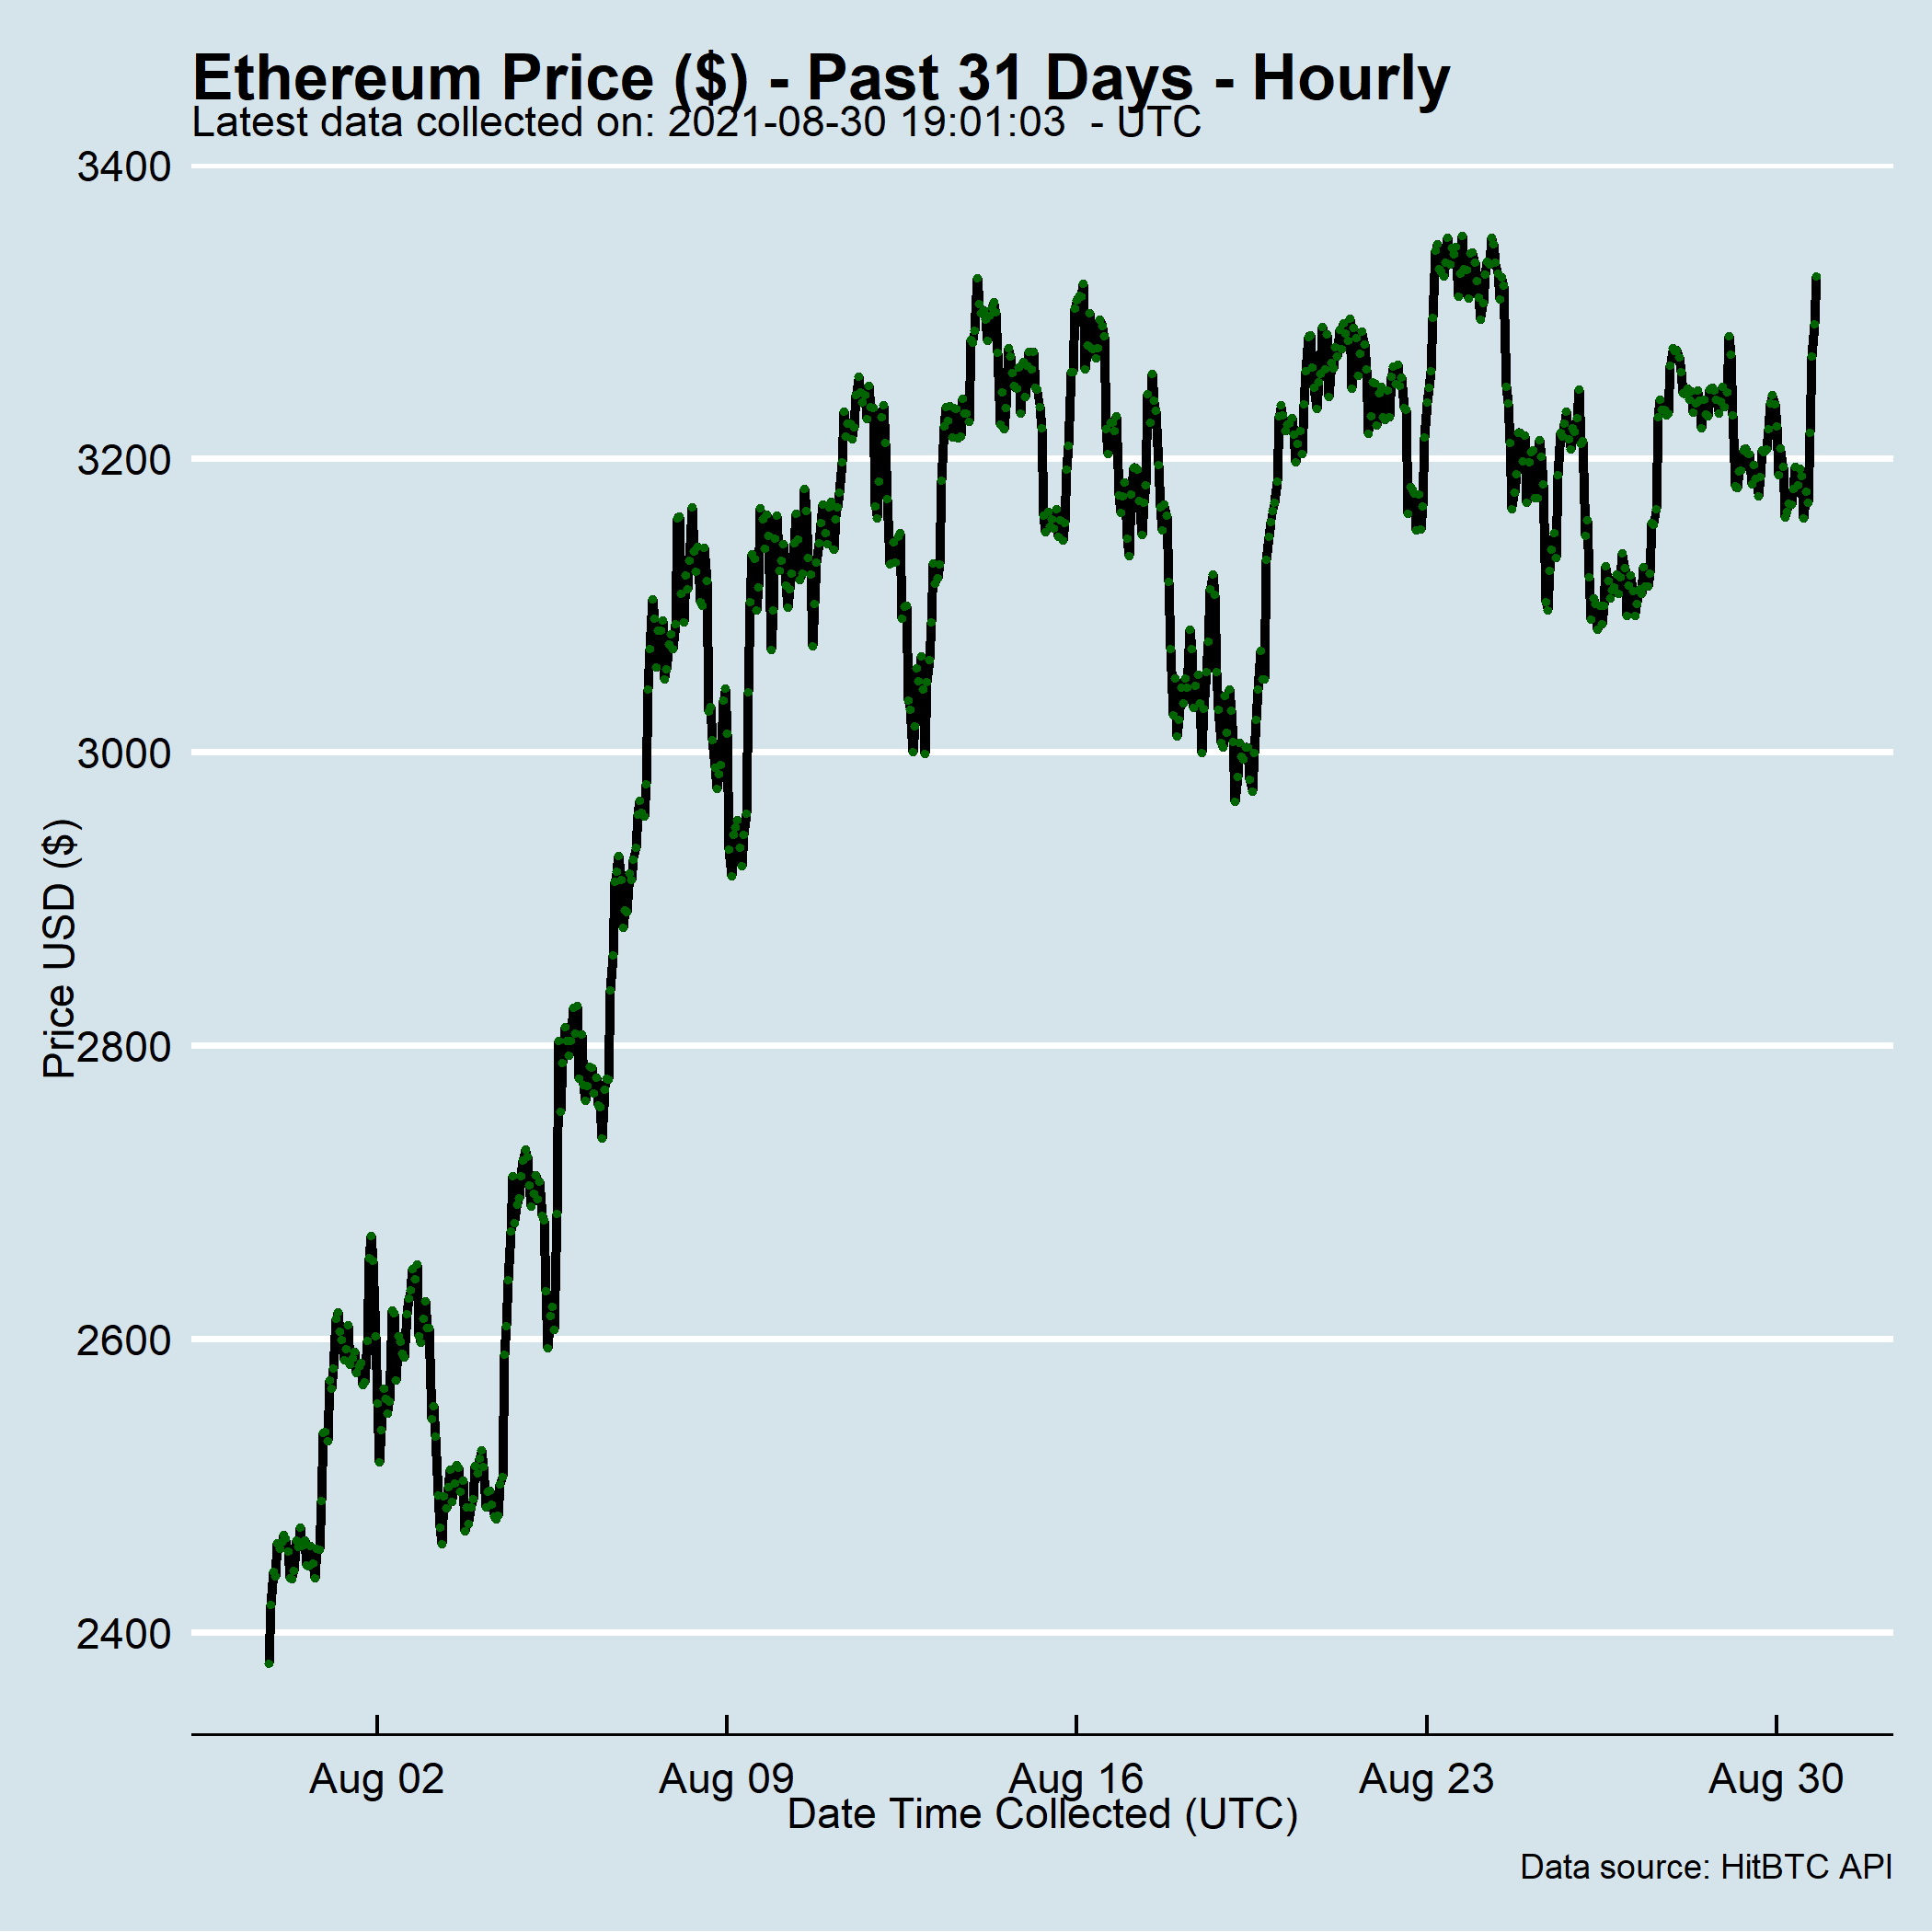 Ethereum Price ($) - Past 31 Days - Hourly
Latest data collected on: 2021-08-30 19:01:03  - UTC
3400
3200
3000
2800
2600
2400
Price USD ($)
Aug 02 Aug 09 Aug 16 Aug 23 Aug 30
Date Time Collected (UTC)
Data source: HitBTC API